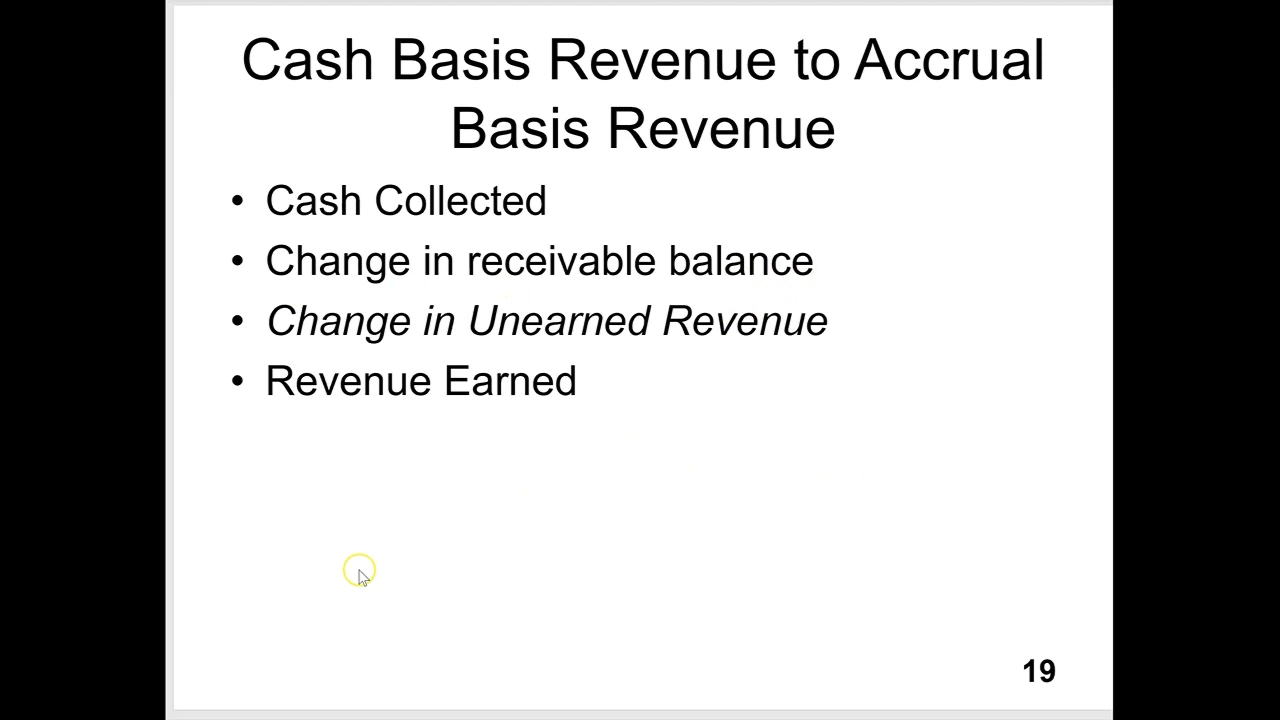 Cash Basis Revenue to Accrual
Basis Revenue
• Cash Collected
• Change in receivable balance
• Change in Unearned Revenue
• Revenue Earned
19